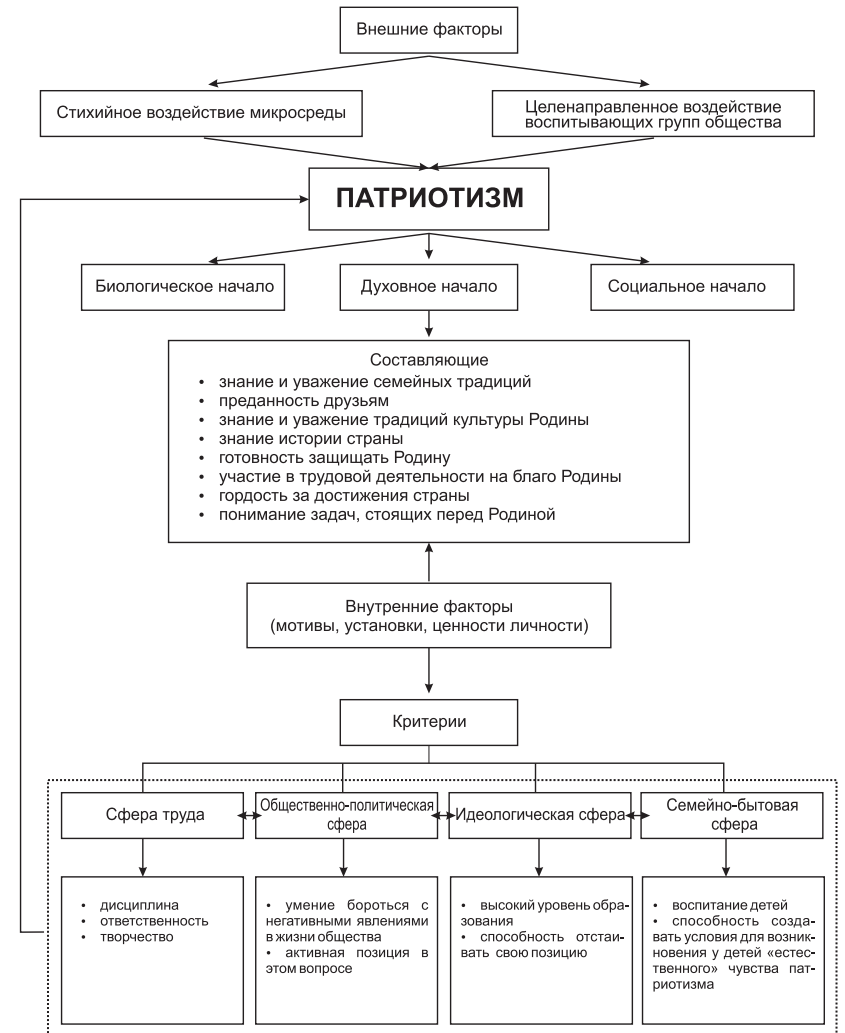 Внешние факторы
Стихийное воздействие микросреды
Целенаправленное воздействие
воспитывающих групп общества
ПАТРИОТИЗМ
Биологическое начало
Духовное начало
Социальное начало
Составляющие
• знание и уважение семейных традиций
• преданность друзьям
• знание и уважение традиций культуры Родины
• знание истории страны
• готовность защищать Родину
• участие в трудовой деятельности на благо Родины
• гордость за достижения страны
• понимание задач, стоящих перед Родиной
Внутренние факторы
(мотивы, установки, ценности личности)
Критерии
Сфера труда
Общественно-политическая
сфера
Идеологическая сфера
Семейно-бытовая
сфера
• дисциплина
• ответственность
• творчество
• умение бороться с
негативными явлениями
в жизни общества
• активная позиция в
этом вопросе
• высокий уровень обра-
зования
• способность отстаи-
вать свою позицию
• воспитание детей
• способность созда-
вать условия для возник-
новения у детей «есте-
ственного» чувства пат-
риотизма